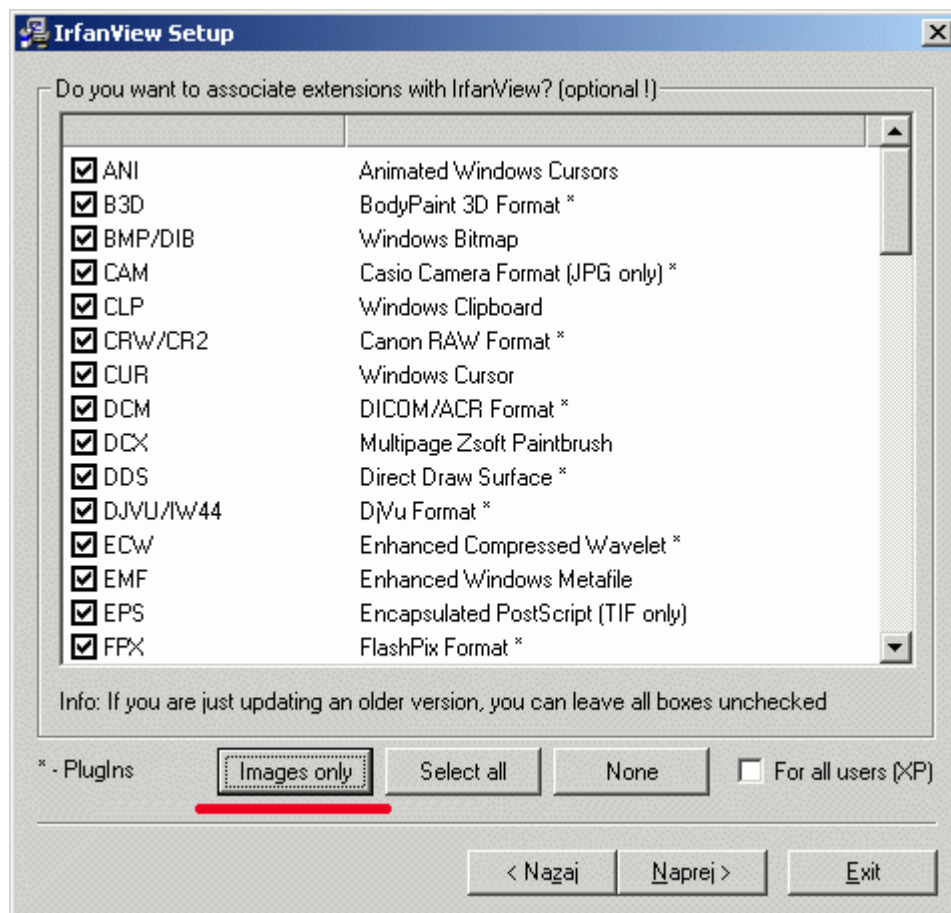 IrfanView Setup
Do you want to associate extensions with IrfanView? (optional !)
ANI Animated Windows Cursors
B3D BodyPaint 3D Format *
BMP/DIB Windows Bitmap
CAM Casio Camera Format (JPG only) *
CLP Windows Clipboard
CRW/CR2 Canon RAW Format *
CUR Windows Cursor
DCM DICOM/ACR Format *
DCX Multipage Zsoft Paintbrush
DDS Direct Draw Surface *
DJVU/IW44 DjVu Format *
ECW Enhanced Compressed Wavelet *
EMF Enhanced Windows Metafile
EPS Encapsulated PostScript (TIF only)
FPX FlashPix Format *
Info: If you are just updating an older version, you can leave all boxes unchecked
* - PlugIns Images only Select all None For all users (XP)
< Nazaj Naprej > Exit